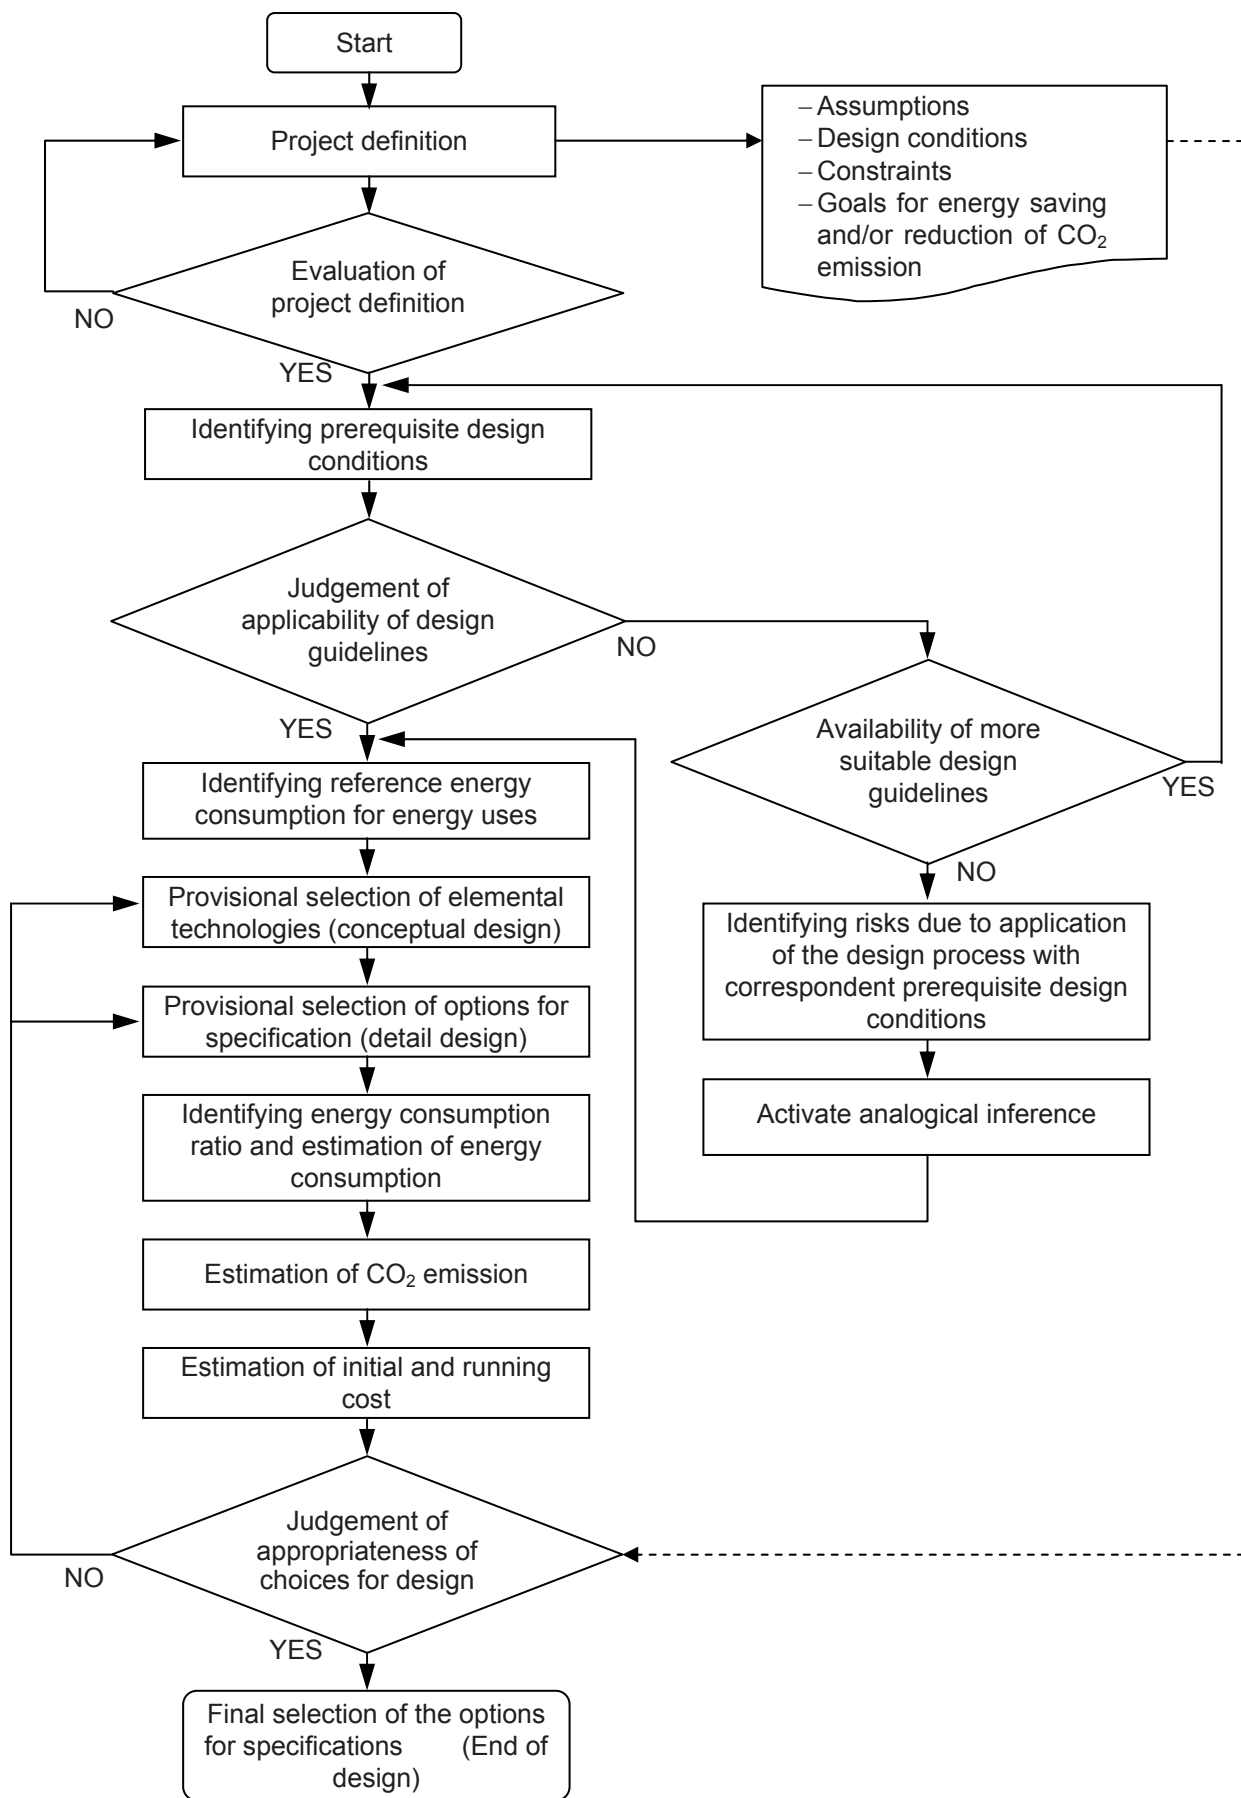 Start
Project definition
– Assumptions
– Design conditions
– Constraints
– Goals for energy saving
and/or reduction of CO₂
emission
Evaluation of
project definition
NO
YES
Identifying prerequisite design
conditions
Judgement of
applicability of design
guidelines
NO
YES
Availability of more
suitable design
guidelines
YES
NO
Identifying reference energy
consumption for energy uses
Provisional selection of elemental
technologies (conceptual design)
Identifying risks due to application
of the design process with
correspondent prerequisite design
conditions
Provisional selection of options for
specification (detail design)
Activate analogical inference
Identifying energy consumption
ratio and estimation of energy
consumption
Estimation of CO₂ emission
Estimation of initial and running
cost
Judgement of
appropriateness of
choices for design
NO
YES
Final selection of the options
for specifications (End of
design)